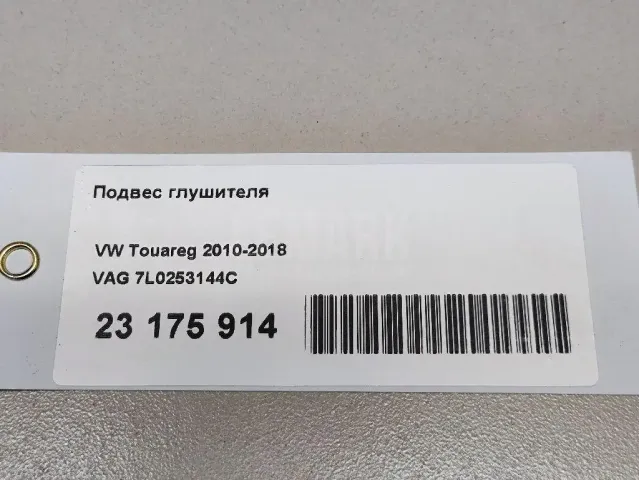 Подвес глушителя
VW Touareg 2010-2018
VAG 7L0253144C
23 175 914